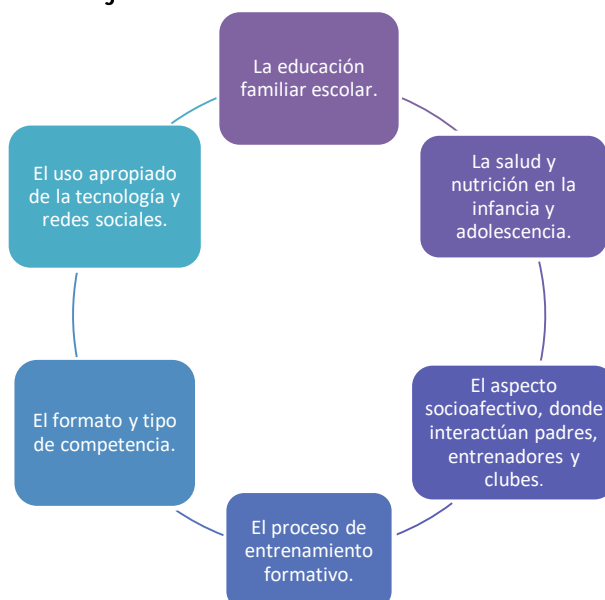 La educación
familiar escolar.
La salud y
nutrición en la
infancia y
adolescencia.
El aspecto
socioafectivo, donde
interactúan padres,
entrenadores y
clubes.
El proceso de
entrenamiento
formativo.
El formato y tipo
de competencia.
El uso apropiado
de la tecnología y
redes sociales.